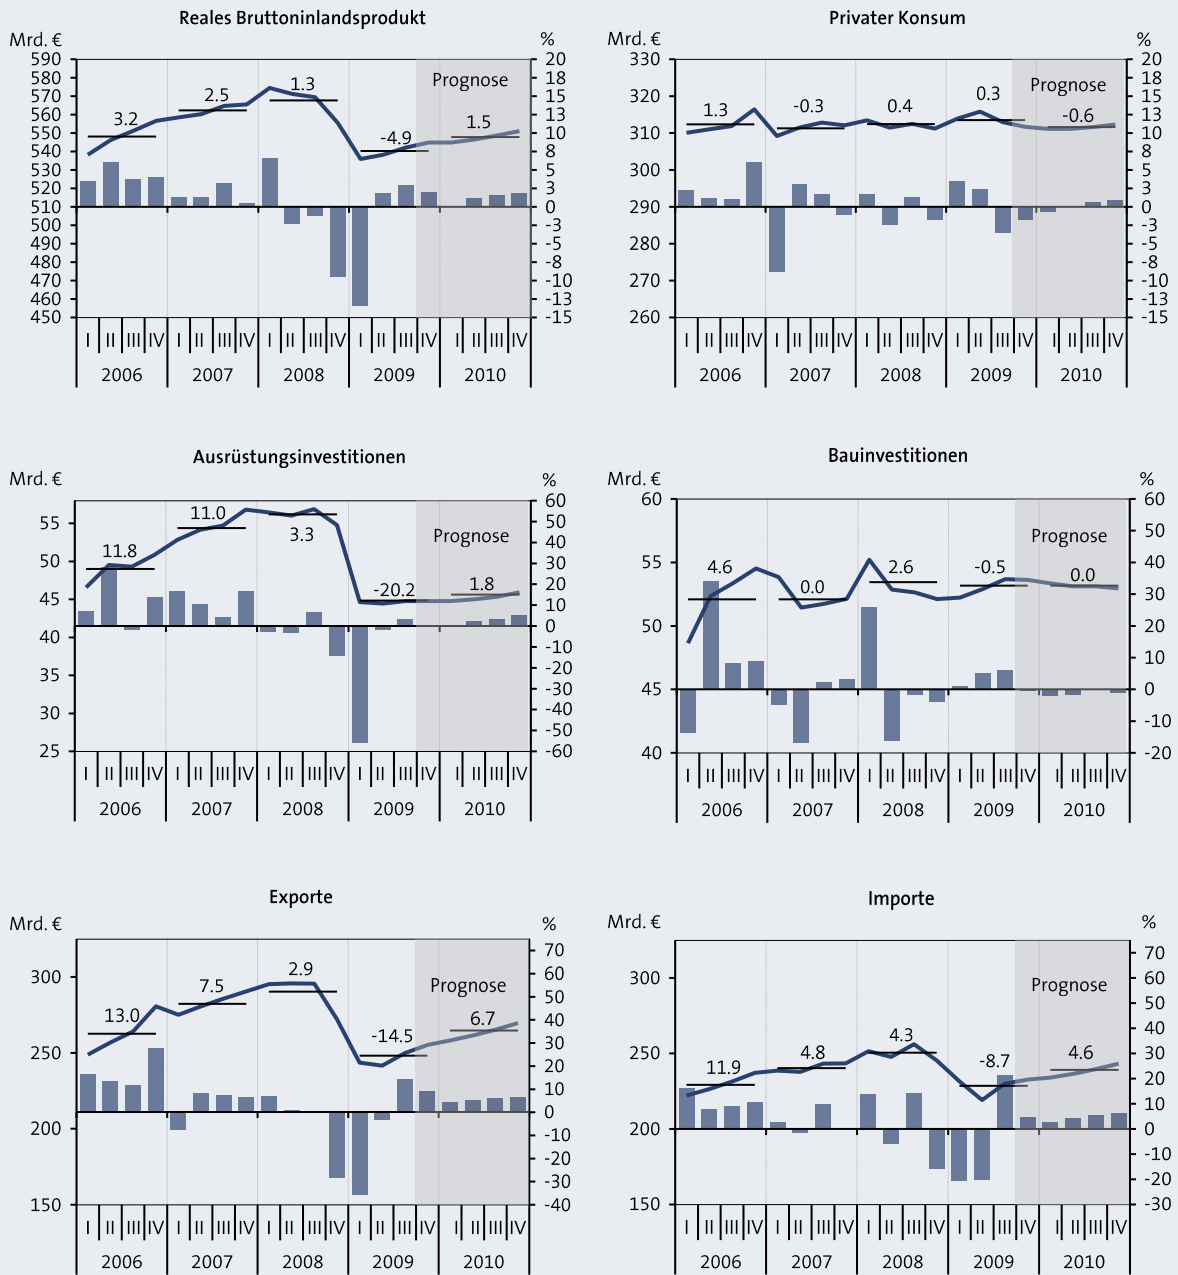 Reales Bruttoinlandsprodukt
Mrd. € %
590 20
580 18
570 15
560 13
550 10
540 8
530 5
520 3
510 0
500 -3
490 -5
480 -8
470 -10
460 -13
450 -15
Prognose
3.2 2.5 1.3 -4.9 1.5
I II III IV I II III IV I II III IV I II III IV I II III IV
2006 2007 2008 2009 2010
Privater Konsum
Mrd. € %
330 20
18
320 15
13
310 10
8
300 5
3
290 0
-3
280 -5
-8
270 -10
-13
260 -15
Prognose
1.3 -0.3 0.4 0.3 -0.6
I II III IV I II III IV I II III IV I II III IV I II III IV
2006 2007 2008 2009 2010
Ausrüstungsinvestitionen
Mrd. € %
60
55 50
40
50 30
20
45 10
0
40 -10
35 -20
-30
30 -40
-50
25 -60
Prognose
11.8 11.0 3.3 -20.2 1.8
I II III IV I II III IV I II III IV I II III IV I II III IV
2006 2007 2008 2009 2010
Bauinvestitionen
Mrd. € %
60 60
50
55 40
30
50 20
10
45 0
-10
40 -20
Prognose
4.6 0.0 2.6 -0.5 0.0
I II III IV I II III IV I II III IV I II III IV I II III IV
2006 2007 2008 2009 2010
Exporte
Mrd. € %
70
300 60
50
40
250 30
20
10
200 0
-10
-20
-30
150 -40
Prognose
13.0 7.5 2.9 -14.5 6.7
I II III IV I II III IV I II III IV I II III IV I II III IV
2006 2007 2008 2009 2010
Importe
Mrd. € %
70
300 60
50
40
250 30
20
10
200 0
-10
-20
150 -30
Prognose
11.9 4.8 4.3 -8.7 4.6
I II III IV I II III IV I II III IV I II III IV I II III IV
2006 2007 2008 2009 2010